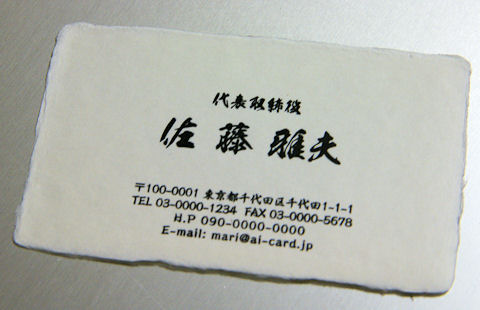 代表取締役
佐藤 雅夫
〒100-0001 東京都千代田区千代田1-1-1
TEL 03-0000-1234 FAX 03-0000-5678
H.P 090-0000-0000
E-mail: mari@ai-card.jp